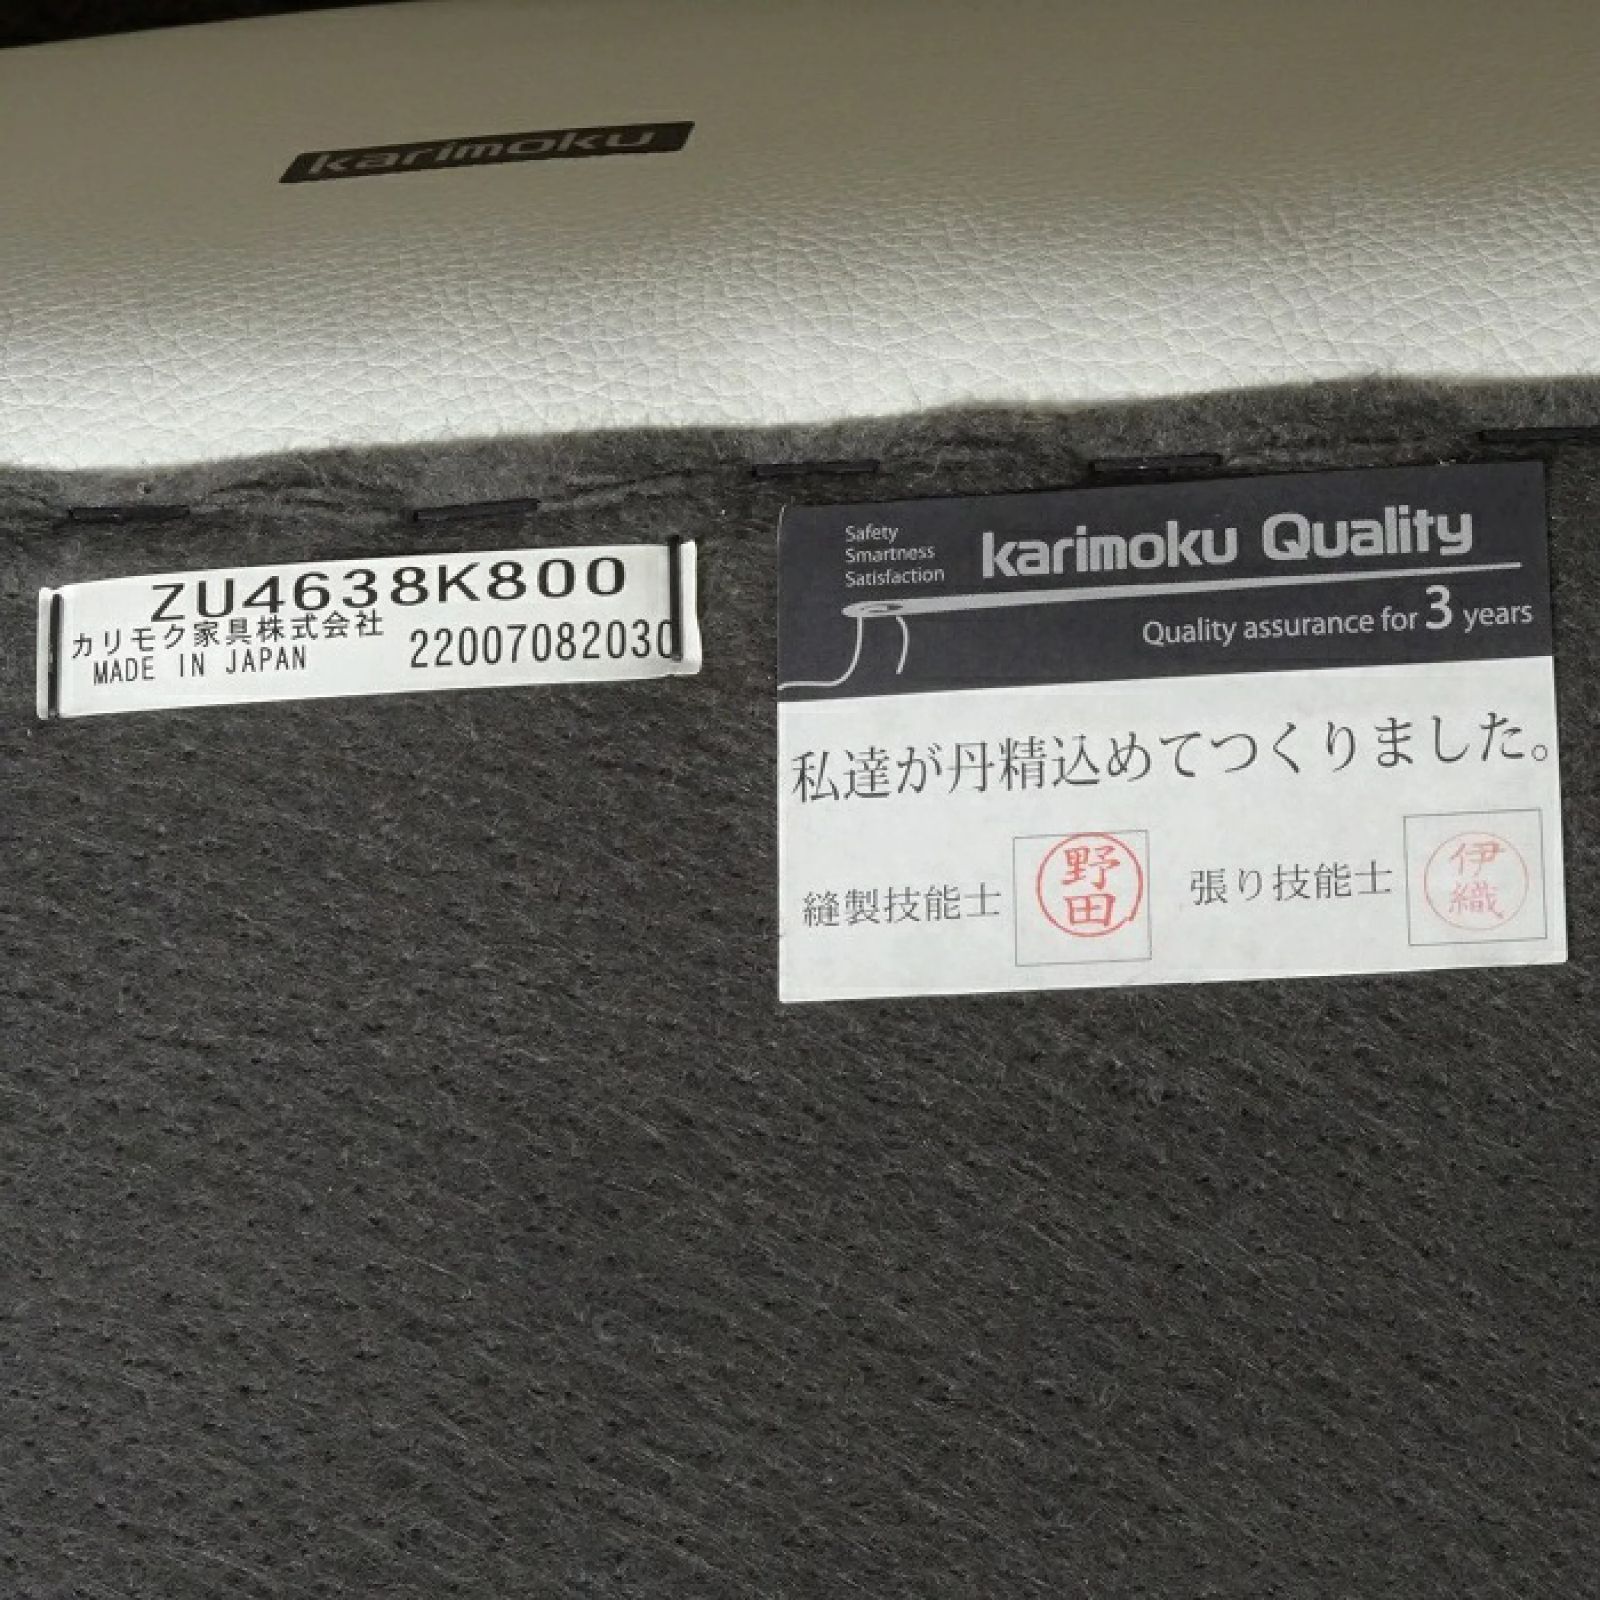 karimoku
ZU4638K800
カリモク家具株式会社
MADE IN JAPAN
22007082030
Safety
Smartness
Satisfaction
karimoku Quality
Quality assurance for 3 years
私達が丹精込めてつくりました。
縫製技能士
野田
張り技能士
伊織